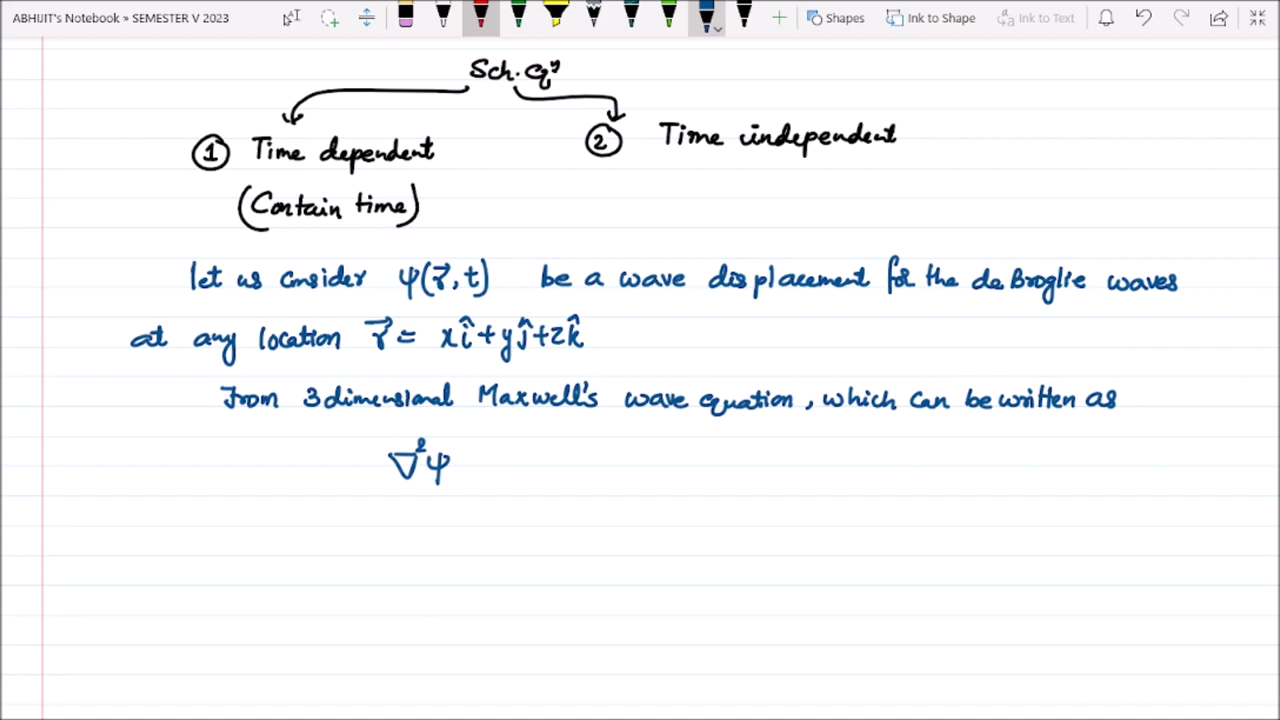 ABHIJIT's Notebook » SEMESTER V 2023
Shapes
Ink to Shape
Ink to Text
Sch. eqⁿ
① Time dependent
② Time independent
(Contain time)
let us consider ψ(r⃗, t) be a wave displacement for the de Broglie waves
at any location r⃗ = xî+yĵ+zk̂
From 3 dimensional Maxwell's wave equation, which can be written as
∇²ψ